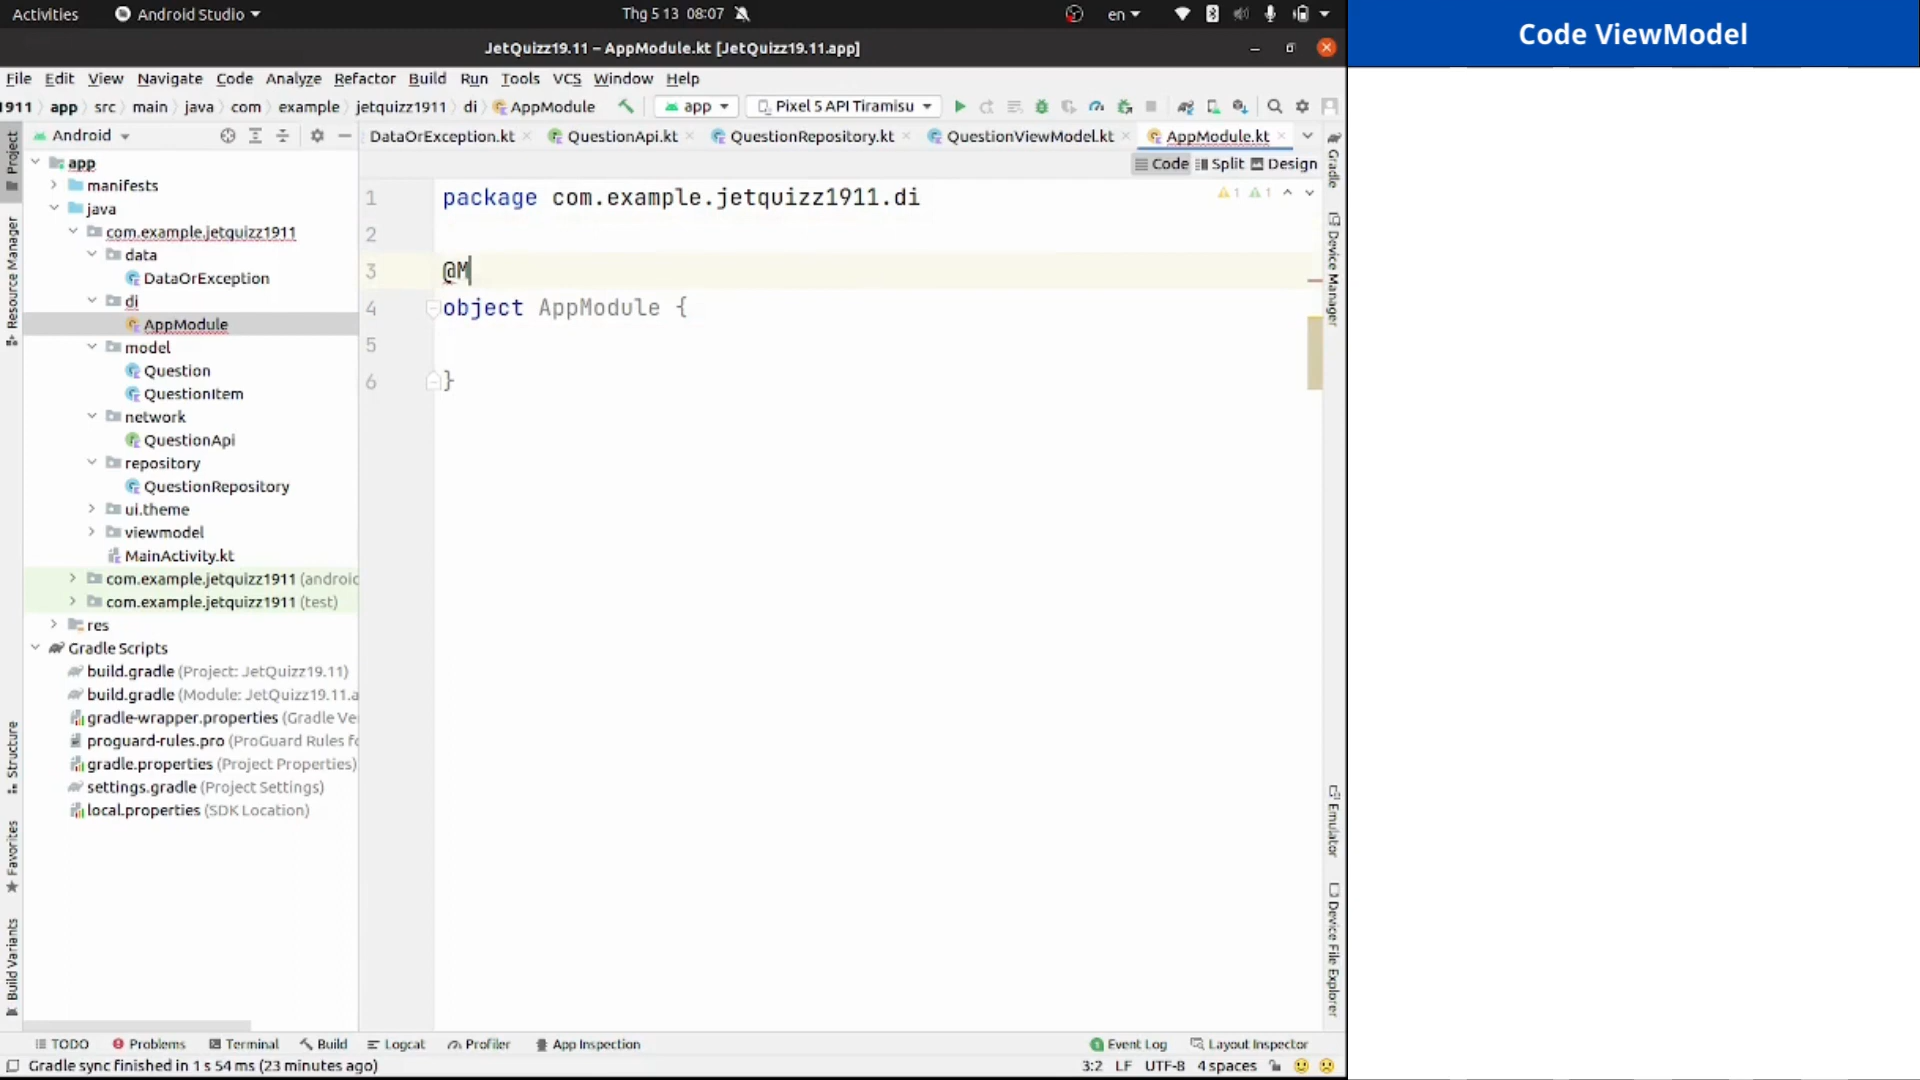 Activities Android Studio Thg 5 13 08:07 en
Code ViewModel
JetQuizz19.11 – AppModule.kt [JetQuizz19.11.app]
File Edit View Navigate Code Analyze Refactor Build Run Tools VCS Window Help
1911 app src main java com example jetquizz1911 di AppModule app Pixel 5 API Tiramisu
Android DataOrException.kt QuestionApi.kt QuestionRepository.kt QuestionViewModel.kt AppModule.kt
Code Split Design
Project
Resource Manager
Structure
Favorites
Build Variants
app
manifests
java
com.example.jetquizz1911
data
DataOrException
di
AppModule
model
Question
QuestionItem
network
QuestionApi
repository
QuestionRepository
ui.theme
viewmodel
MainActivity.kt
com.example.jetquizz1911 (androic
com.example.jetquizz1911 (test)
res
Gradle Scripts
build.gradle (Project: JetQuizz19.11)
build.gradle (Module: JetQuizz19.11.a
gradle-wrapper.properties (Gradle Ve
proguard-rules.pro (ProGuard Rules fo
gradle.properties (Project Properties)
settings.gradle (Project Settings)
local.properties (SDK Location)
1 package com.example.jetquizz1911.di
2
3 @M
4 object AppModule {
5
6 }
1 1
Gradle
Device Manager
Emulator
Device File Explorer
TODO Problems Terminal Build Logcat Profiler App Inspection Event Log Layout Inspector
Gradle sync finished in 1 s 54 ms (23 minutes ago) 3:2 LF UTF-8 4 spaces